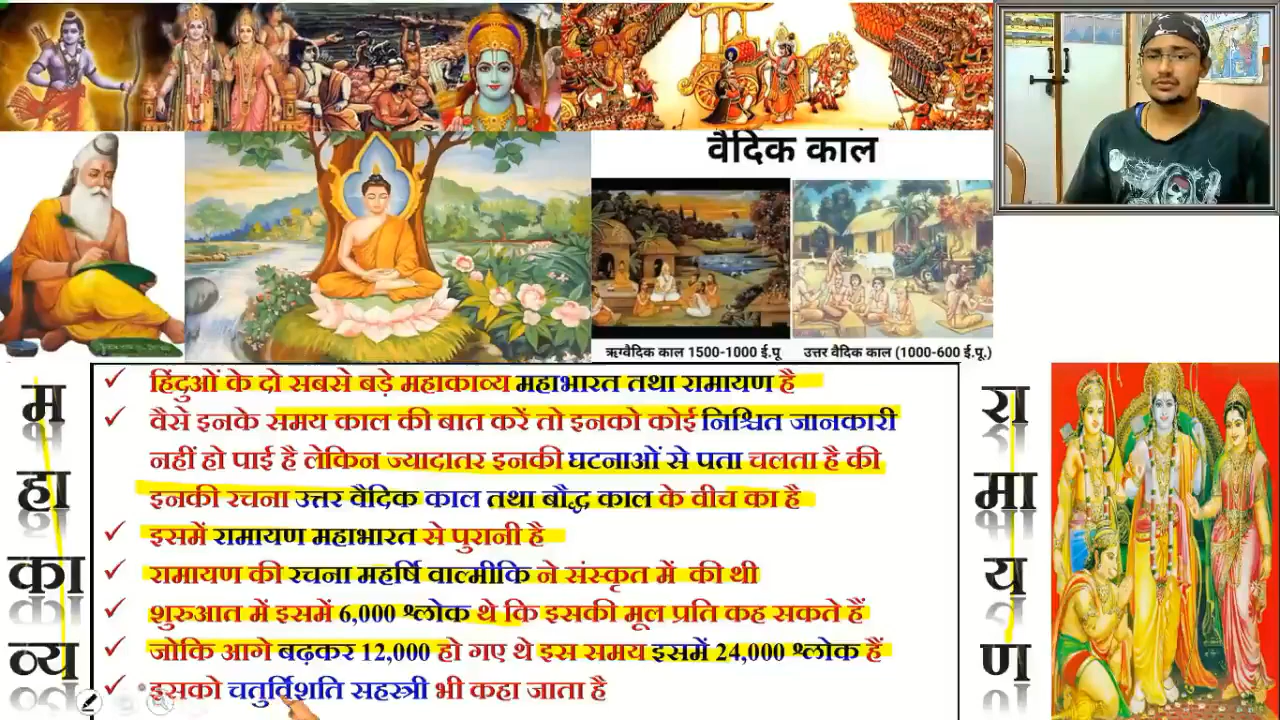 वैदिक काल
ऋग्वैदिक काल 1500-1000 ई.पू
उत्तर वैदिक काल (1000-600 ई.पू.)
महाकाव्य
हिंदुओं के दो सबसे बड़े महाकाव्य महाभारत तथा रामायण है
वैसे इनके समय काल की बात करें तो इनको कोई निश्चित जानकारी
नहीं हो पाई है लेकिन ज्यादातर इनकी घटनाओं से पता चलता है की
इनकी रचना उत्तर वैदिक काल तथा बौद्ध काल के वीच का है
इसमें रामायण महाभारत से पुरानी है
रामायण की रचना महर्षि वाल्मीकि ने संस्कृत में की थी
शुरुआत में इसमें 6,000 श्लोक थे कि इसकी मूल प्रति कह सकते हैं
जोकि आगे बढ़कर 12,000 हो गए थे इस समय इसमें 24,000 श्लोक हैं
इसको चतुर्विशति सहस्त्री भी कहा जाता है
रामायण